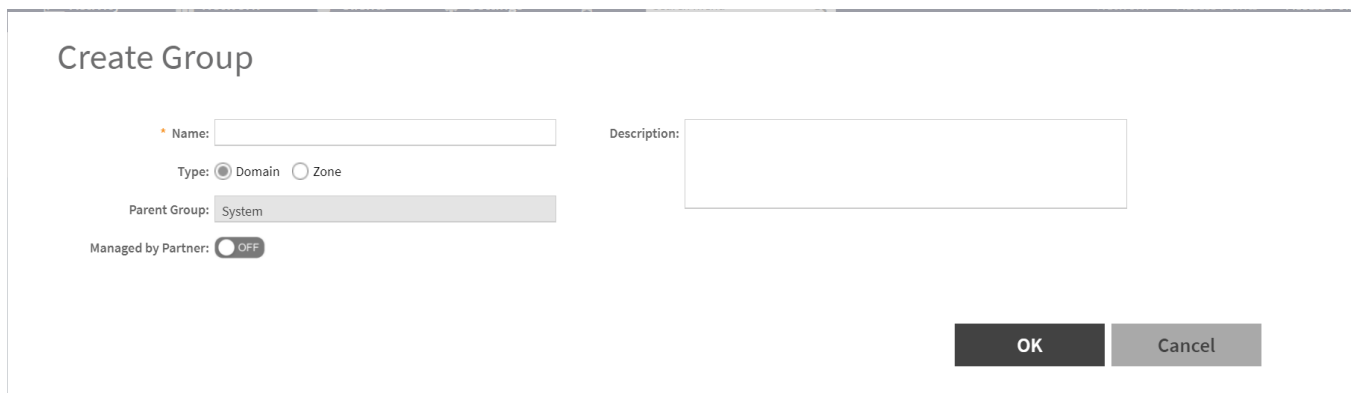 Create Group
* Name:
Description:
Type: Domain Zone
Parent Group: System
Managed by Partner: OFF
OK Cancel